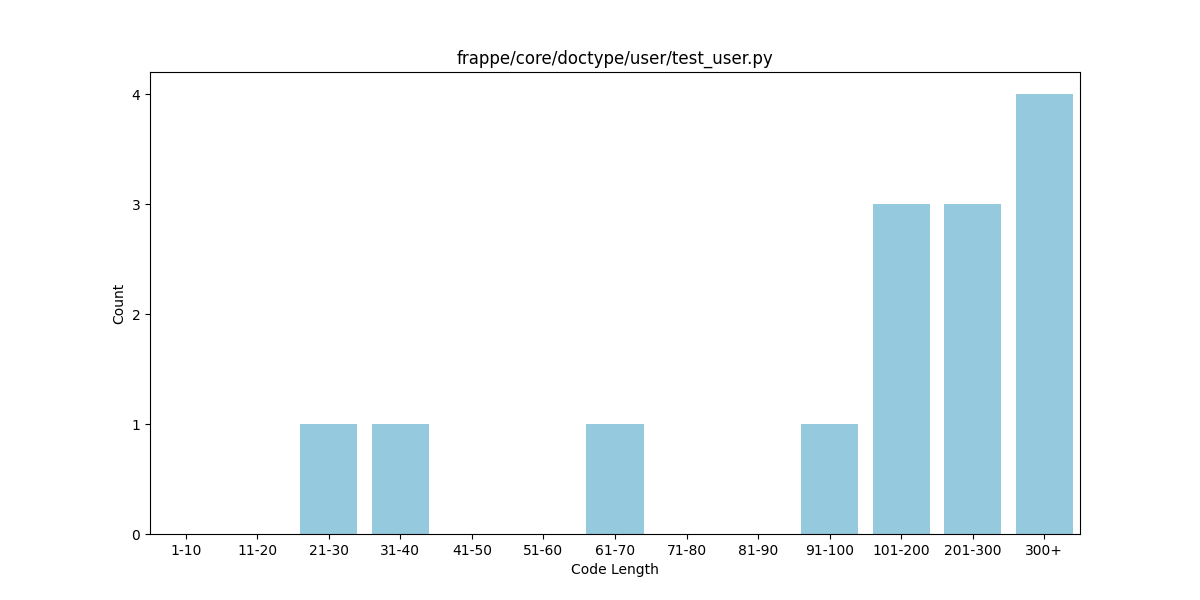 frappe/core/doctype/user/test_user.py
4
3
2
1
0
Count
1-10 11-20 21-30 31-40 41-50 51-60 61-70 71-80 81-90 91-100 101-200 201-300 300+
Code Length